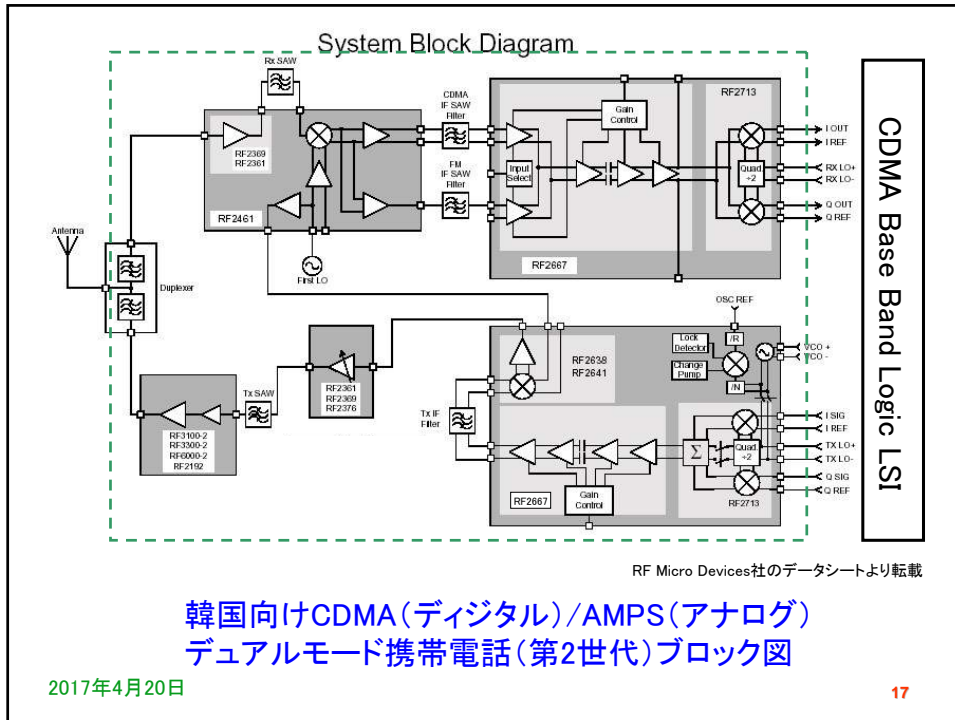 System Block Diagram
Rx SAW
RF2369
RF2361
RF2461
CDMA
IF SAW
Filter
FM
IF SAW
Filter
Input
Select
Gain
Control
RF2667
RF2713
Quad.
÷2
I OUT
I REF
RX LO+
RX LO-
Q OUT
Q REF
Antenna
Duplexer
First LO
OSC REF
Lock
Detector
/R
Change
Pump
/N
VCO +
VCO -
RF2638
RF2641
RF2361
RF2369
RF2376
Tx SAW
RF3100-2
RF3300-2
RF6000-2
RF2192
Tx IF
Filter
RF2667
Gain
Control
Σ
Quad.
÷2
RF2713
I SIG
I REF
TX LO+
TX LO-
Q SIG
Q REF
CDMA Base Band Logic LSI
RF Micro Devices社のデータシートより転載
韓国向けCDMA(ディジタル)/AMPS(アナログ)
デュアルモード携帯電話(第2世代)ブロック図
2017年4月20日
17